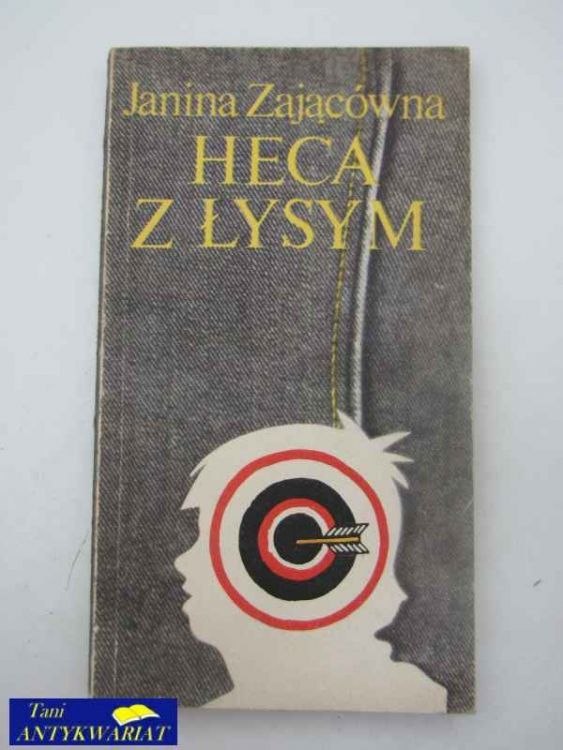 Janina Zającówna
HECA
Z ŁYSYM
Tani
ANTYKWARIAT